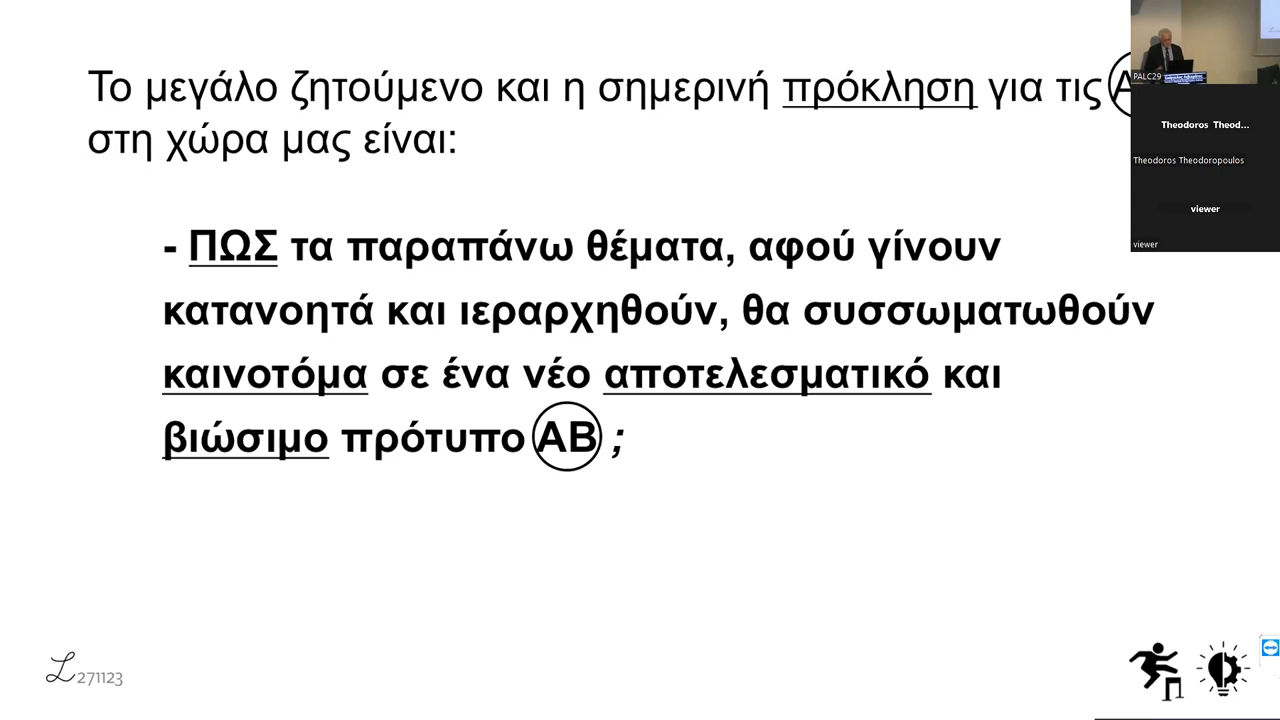 Το μεγάλο ζητούμενο και η σημερινή πρόκληση για τις
στη χώρα μας είναι:
- ΠΩΣ τα παραπάνω θέματα, αφού γίνουν
κατανοητά και ιεραρχηθούν, θα συσσωματωθούν
καινοτόμα σε ένα νέο αποτελεσματικό και
βιώσιμο πρότυπο ΑΒ ;
271123
PALC29
Theodoros Theod...
Theodoros Theodoropoulos
viewer
viewer